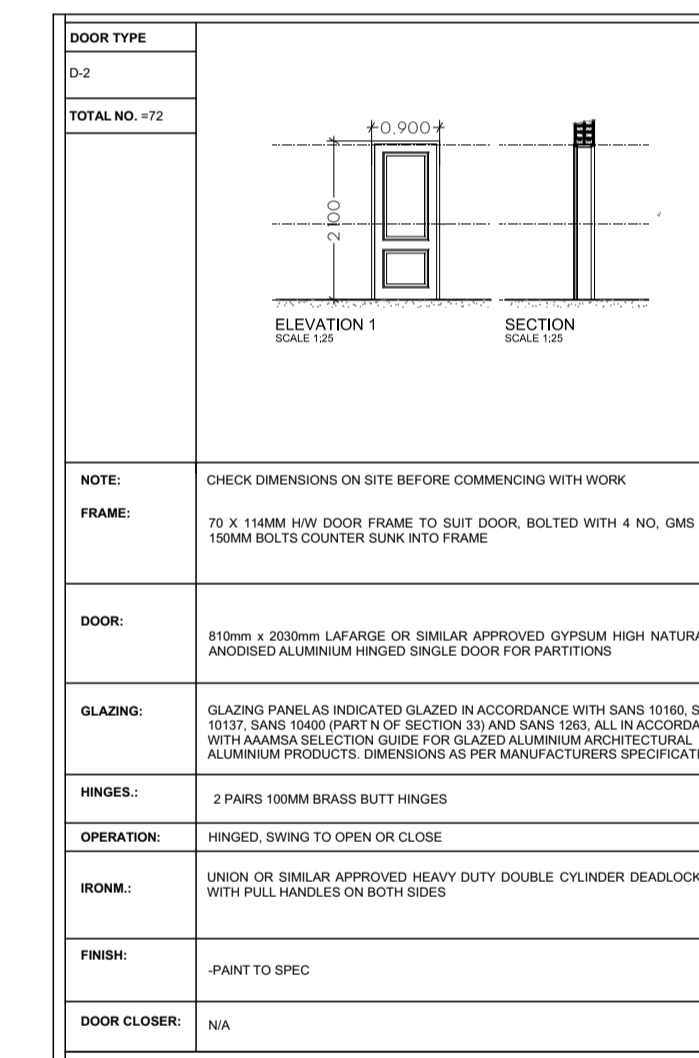 DOOR TYPE
D-2
TOTAL NO. =72
0,900
2 100
ELEVATION 1
SCALE 1:25
SECTION
SCALE 1:25
NOTE:
CHECK DIMENSIONS ON SITE BEFORE COMMENCING WITH WORK
FRAME:
70 X 114MM H/W DOOR FRAME TO SUIT DOOR, BOLTED WITH 4 NO, GMS
150MM BOLTS COUNTER SUNK INTO FRAME
DOOR:
810mm x 2030mm LAFARGE OR SIMILAR APPROVED GYPSUM HIGH NATURA
ANODISED ALUMINIUM HINGED SINGLE DOOR FOR PARTITIONS
GLAZING:
GLAZING PANEL AS INDICATED GLAZED IN ACCORDANCE WITH SANS 10160, S
10137, SANS 10400 (PART N OF SECTION 33) AND SANS 1263, ALL IN ACCORDA
WITH AAAMSA SELECTION GUIDE FOR GLAZED ALUMINIUM ARCHITECTURAL
ALUMINIUM PRODUCTS. DIMENSIONS AS PER MANUFACTURERS SPECIFICATI
HINGES.:
2 PAIRS 100MM BRASS BUTT HINGES
OPERATION:
HINGED, SWING TO OPEN OR CLOSE
IRONM.:
UNION OR SIMILAR APPROVED HEAVY DUTY DOUBLE CYLINDER DEADLOCK
WITH PULL HANDLES ON BOTH SIDES
FINISH:
-PAINT TO SPEC
DOOR CLOSER:
N/A